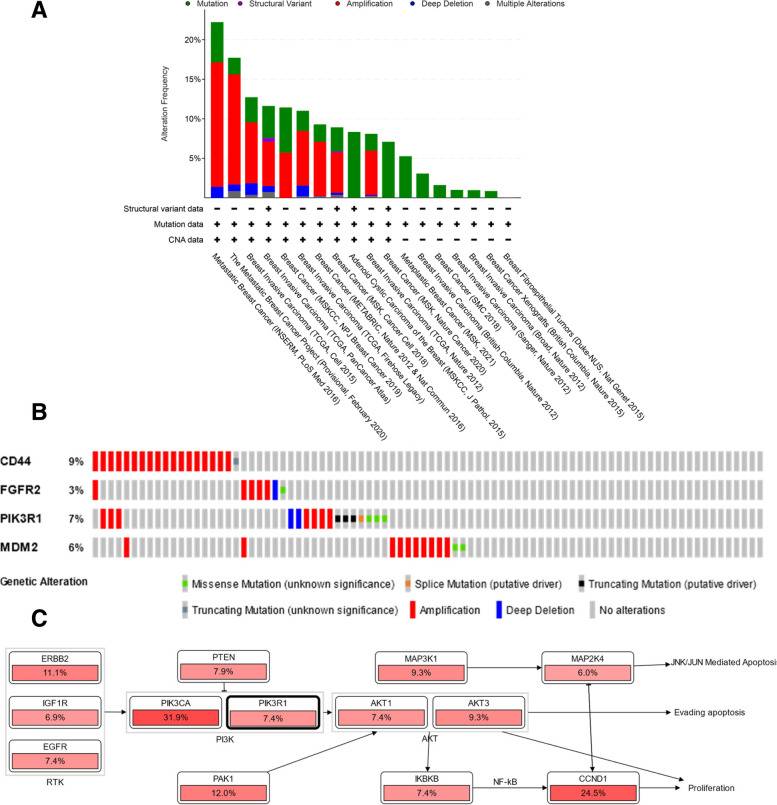 A
Mutation Structural Variant Amplification Deep Deletion Multiple Alterations
20%
15%
10%
5%
Alteration Frequency
Structural variant data - - - + - - - + + - + - - - - - - -
Mutation data + + + + + + + + + + + + + + + + + +
CNA data + + + + + + + + + + + - - - - - - -
Metastatic Breast Cancer (INSERM, PLoS Med 2016)
The Metastatic Breast Cancer Project (Provisional, February 2020)
Breast Invasive Carcinoma (TCGA, Cell 2015)
Breast Invasive Carcinoma (TCGA, PanCancer Atlas)
Breast Cancer (MSKCC, NPJ Breast Cancer 2019)
Breast Invasive Carcinoma (TCGA, Firehose Legacy)
Breast Cancer (METABRIC, Nature 2012 & Nat Commun 2016)
Breast Cancer (MSK, Cancer Cell 2018)
Adenoid Cystic Carcinoma of the Breast (MSKCC, J Pathol. 2015)
Breast Invasive Carcinoma (TCGA, Nature 2012)
Breast Cancer (MSK, Nature Cancer 2020)
Metaplastic Breast Cancer (MSK, 2021)
Breast Invasive Carcinoma (British Columbia, Nature 2012)
Breast Cancer (SMC 2018)
Breast Invasive Carcinoma (Sanger, Nature 2012)
Breast Invasive Carcinoma (Broad, Nature 2012)
Breast Cancer Xenografts (British Columbia, Nature 2015)
Breast Fibroepithelial Tumors (Duke-NUS, Nat Genet 2015)
B
CD44 9%
FGFR2 3%
PIK3R1 7%
MDM2 6%
Genetic Alteration
Missense Mutation (unknown significance) Splice Mutation (putative driver) Truncating Mutation (putative driver)
Truncating Mutation (unknown significance) Amplification Deep Deletion No alterations
C
ERBB2
11.1%
PTEN
7.9%
MAP3K1
9.3%
MAP2K4
6.0%
JNK/JUN Mediated Apoptosi
IGF1R
6.9%
PIK3CA
31.9%
PIK3R1
7.4%
PI3K
AKT1
7.4%
AKT3
9.3%
AKT
Evading apoptosis
EGFR
7.4%
RTK
PAK1
12.0%
IKBKB
7.4%
NF-kB
CCND1
24.5%
Proliferation